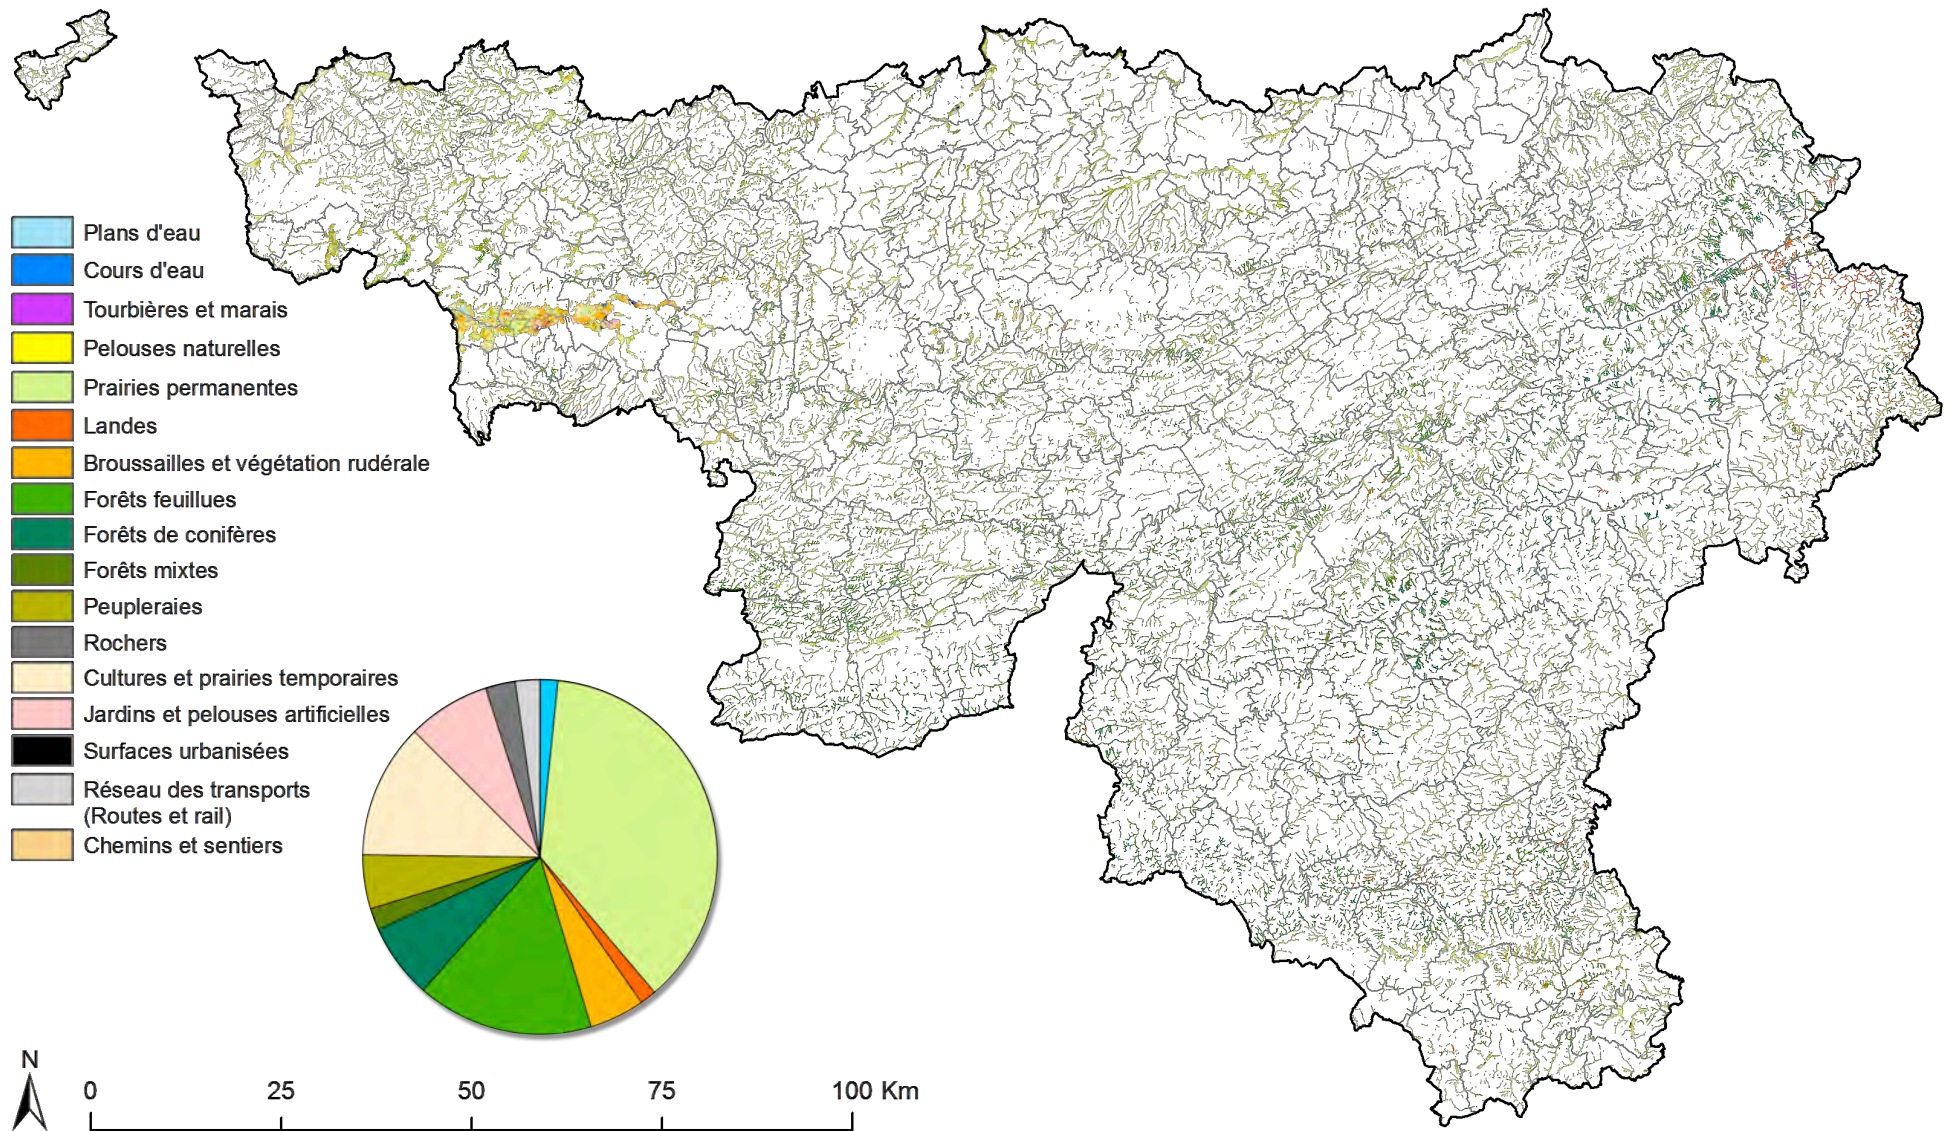 Plans d'eau
Cours d'eau
Tourbières et marais
Pelouses naturelles
Prairies permanentes
Landes
Broussailles et végétation rudérale
Forêts feuillues
Forêts de conifères
Forêts mixtes
Peupleraies
Rochers
Cultures et prairies temporaires
Jardins et pelouses artificielles
Surfaces urbanisées
Réseau des transports
(Routes et rail)
Chemins et sentiers
N
0 25 50 75 100 Km